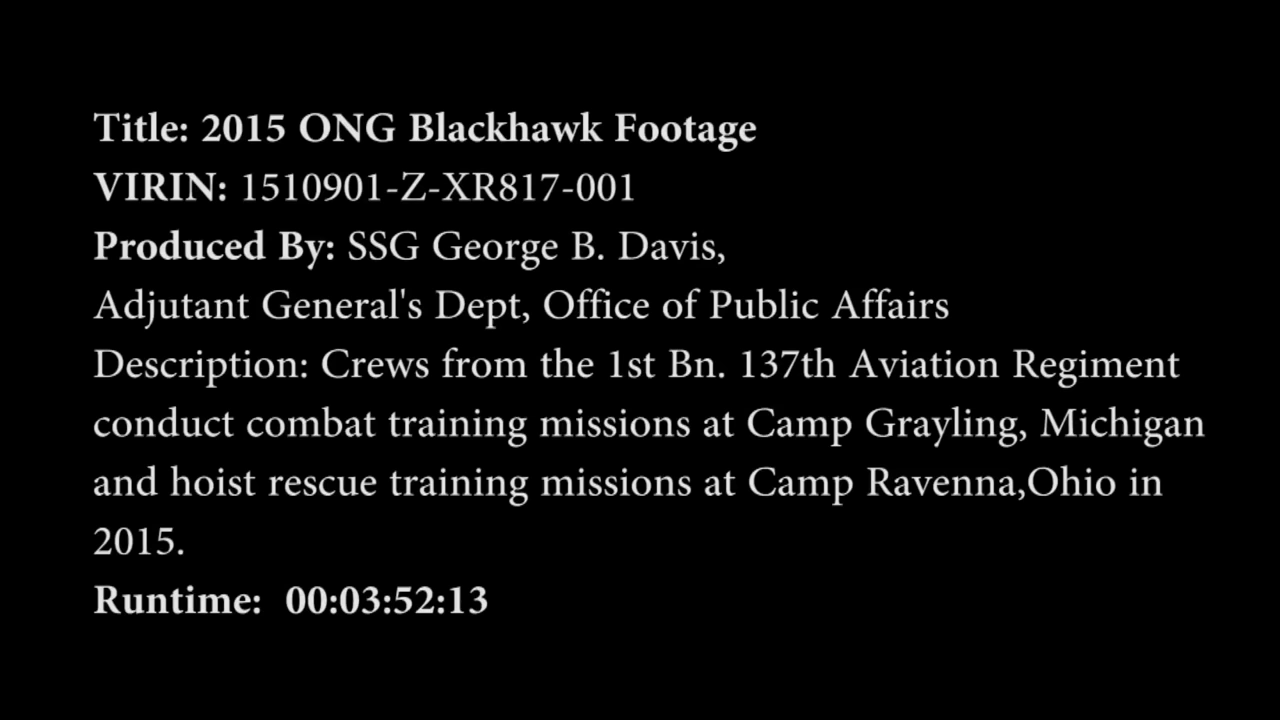 Title: 2015 ONG Blackhawk Footage
VIRIN: 1510901-Z-XR817-001
Produced By: SSG George B. Davis,
Adjutant General's Dept, Office of Public Affairs
Description: Crews from the 1st Bn. 137th Aviation Regiment
conduct combat training missions at Camp Grayling, Michigan
and hoist rescue training missions at Camp Ravenna,Ohio in
2015.
Runtime:  00:03:52:13